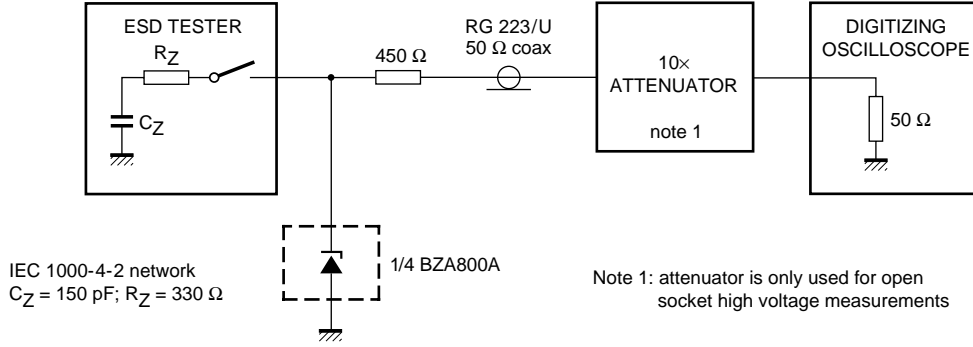 ESD TESTER
RZ
CZ
450 Ω
RG 223/U
50 Ω coax
10×
ATTENUATOR
note 1
DIGITIZING
OSCILLOSCOPE
50 Ω
1/4 BZA800A
IEC 1000-4-2 network
CZ = 150 pF; RZ = 330 Ω
Note 1: attenuator is only used for open
socket high voltage measurements